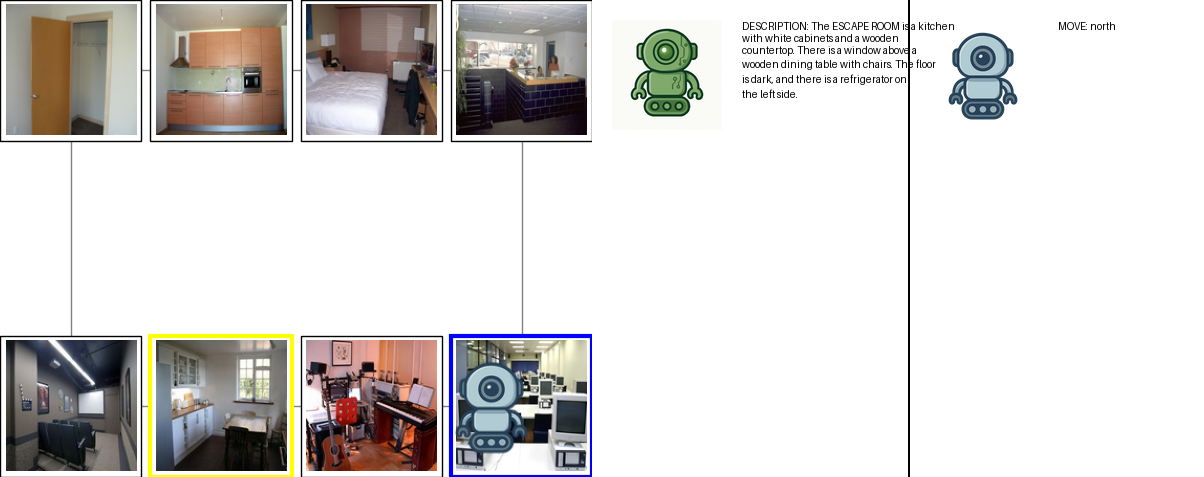 DESCRIPTION: The ESCAPE ROOM is a kitchen
with white cabinets and a wooden
countertop. There is a window above a
wooden dining table with chairs. The floor
is dark, and there is a refrigerator on
the left side.
MOVE: north